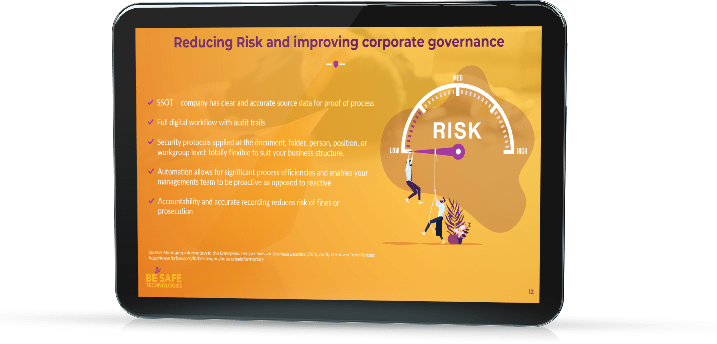 Reducing Risk and improving corporate governance
MED
SSOT – company has clear and accurate source data for proof of process
Full digital workflow with audit trails
RISK
Security protocols applied at the document, folder, person, position, or
workgroup level: totally flexible to suit your business structure.
LOW
HIGH
Automation allows for significant process efficiencies and enables your
managements team to be proactive as opposed to reactive
Accountability and accurate recording reduces risk of fines or
prosecution
BE SAFE
TECHNOLOGIES